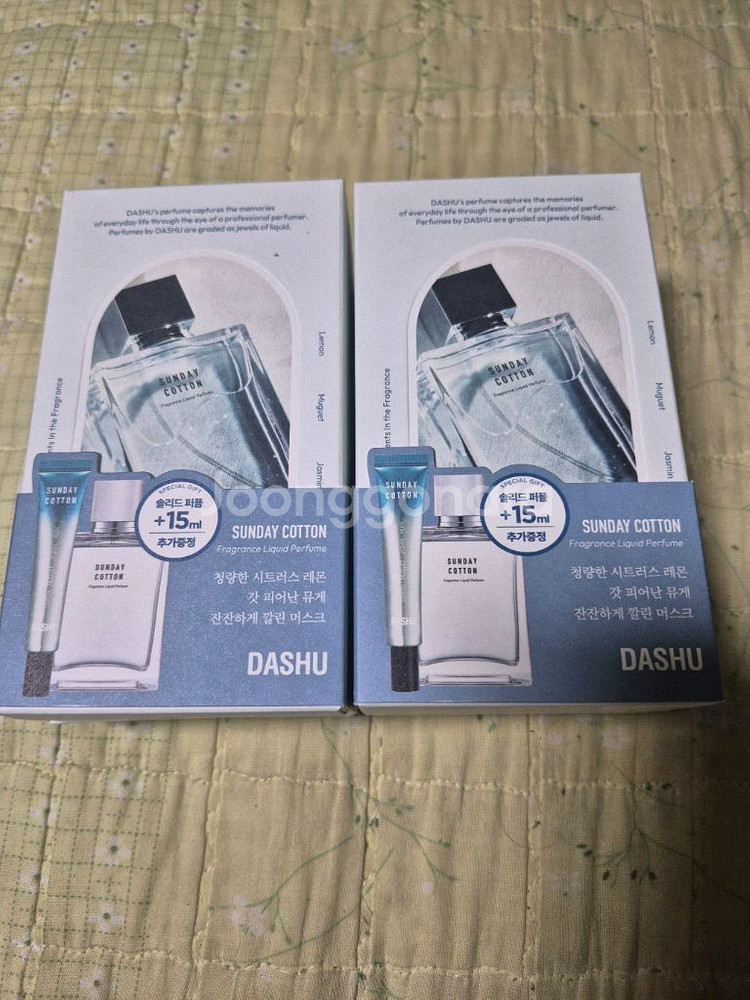 DASHU's perfume captures the memories
of everyday life through the eye of a professional perfumer.
Perfumes by DASHU are graded as jewels of liquid.
Lemon
Muguet
Jasmin
in the Fragrance
SUNDAY
COTTON
Fragrance Liquid Perfume
SUNDAY
COTTON
SPECIAL GIFT
솔리드 퍼퓸
+15ml
추가증정
SUNDAY
COTTON
Fragrance Liquid Perfume
DASHU
SUNDAY COTTON
Fragrance Liquid Perfume
청량한 시트러스 레몬
갓 피어난 뮤게
잔잔하게 깔린 머스크
DASHU
DASHU's perfume captures the memories
of everyday life through the eye of a professional perfumer.
Perfumes by DASHU are graded as jewels of liquid.
Lemon
Muguet
Jasmin
in the Fragrance
SUNDAY
COTTON
Fragrance Liquid Perfume
SUNDAY
COTTON
SPECIAL GIFT
솔리드 퍼퓸
+15ml
추가증정
SUNDAY
COTTON
Fragrance Liquid Perfume
DASHU
SUNDAY COTTON
Fragrance Liquid Perfume
청량한 시트러스 레몬
갓 피어난 뮤게
잔잔하게 깔린 머스크
DASHU